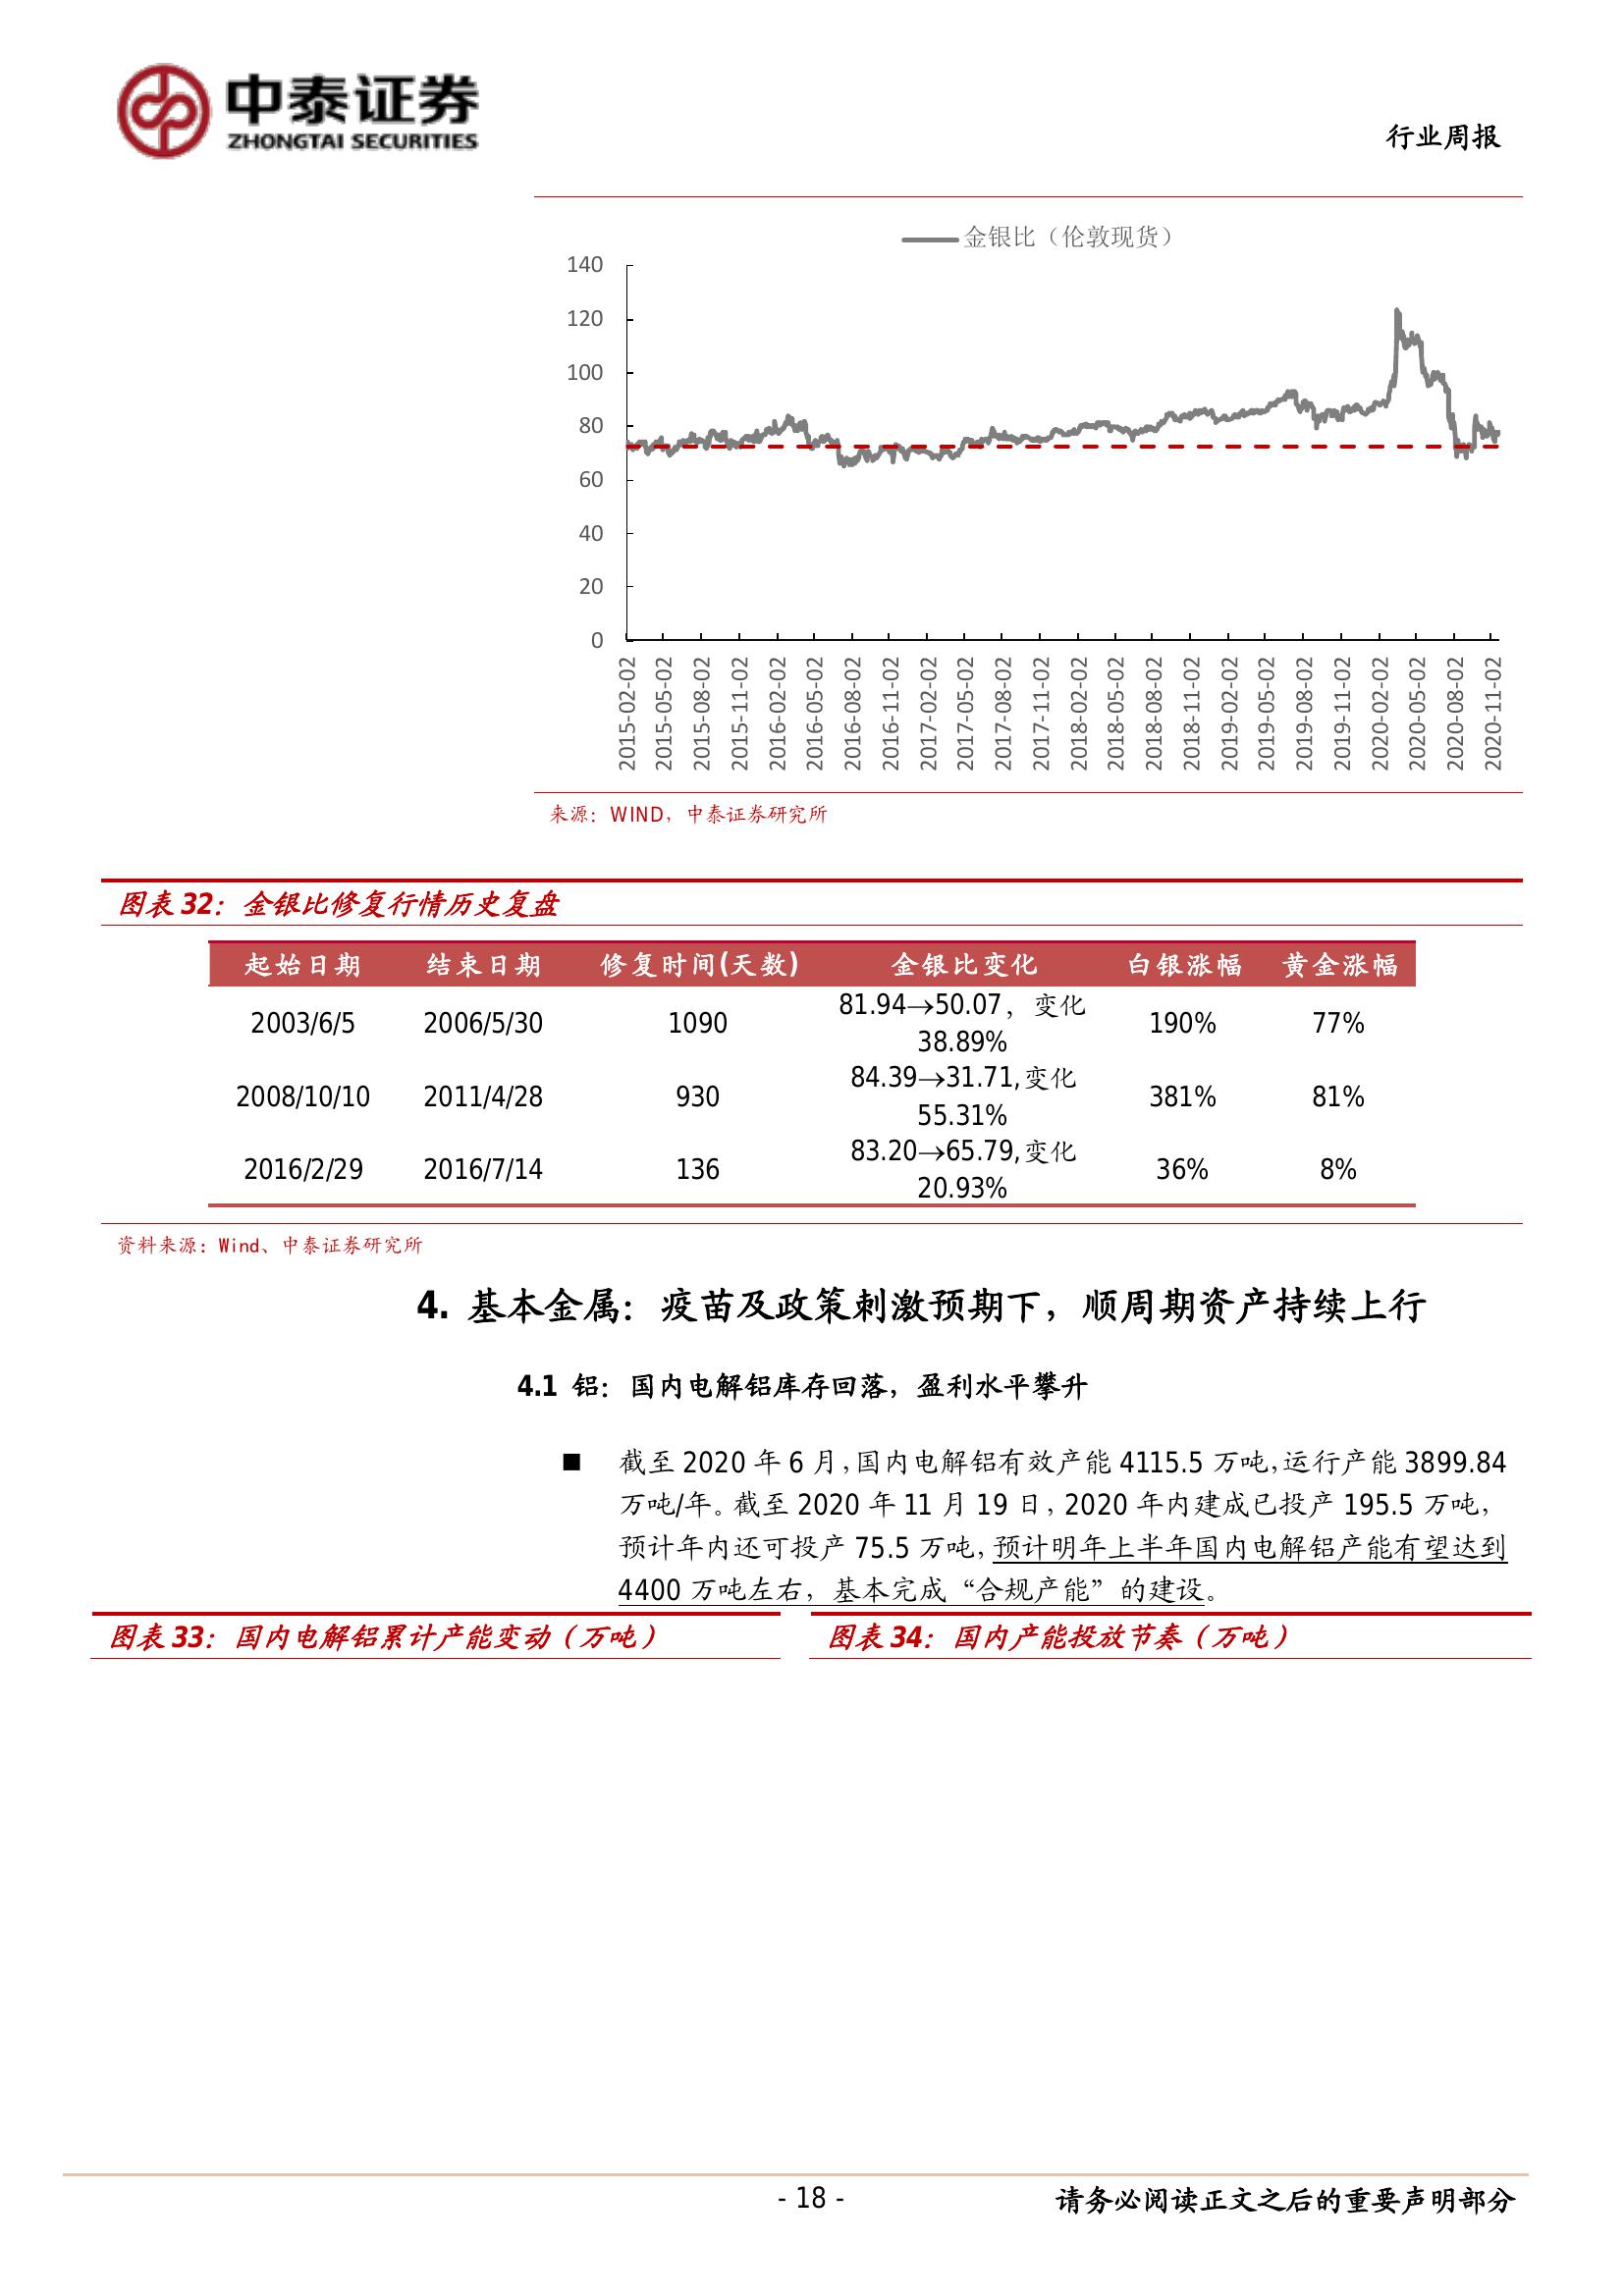 中泰证券
ZHONGTAI SECURITIES
行业周报
金银比（伦敦现货）
140
120
100
80
60
40
20
0
2015-02-02
2015-05-02
2015-08-02
2015-11-02
2016-02-02
2016-05-02
2016-08-02
2016-11-02
2017-02-02
2017-05-02
2017-08-02
2017-11-02
2018-02-02
2018-05-02
2018-08-02
2018-11-02
2019-02-02
2019-05-02
2019-08-02
2019-11-02
2020-02-02
2020-05-02
2020-08-02
2020-11-02
来源：WIND，中泰证券研究所
图表 32：金银比修复行情历史复盘
起始日期 结束日期 修复时间(天数) 金银比变化 白银涨幅 黄金涨幅
2003/6/5 2006/5/30 1090 81.94→50.07，变化 38.89% 190% 77%
2008/10/10 2011/4/28 930 84.39→31.71,变化 55.31% 381% 81%
2016/2/29 2016/7/14 136 83.20→65.79,变化 20.93% 36% 8%
资料来源：Wind、中泰证券研究所
4. 基本金属：疫苗及政策刺激预期下，顺周期资产持续上行
4.1 铝：国内电解铝库存回落，盈利水平攀升
■ 截至 2020 年 6 月，国内电解铝有效产能 4115.5 万吨，运行产能 3899.84
万吨/年。截至 2020 年 11 月 19 日，2020 年内建成已投产 195.5 万吨，
预计年内还可投产 75.5 万吨，预计明年上半年国内电解铝产能有望达到
4400 万吨左右，基本完成“合规产能”的建设。
图表 33：国内电解铝累计产能变动（万吨）
图表 34：国内产能投放节奏（万吨）
- 18 -
请务必阅读正文之后的重要声明部分